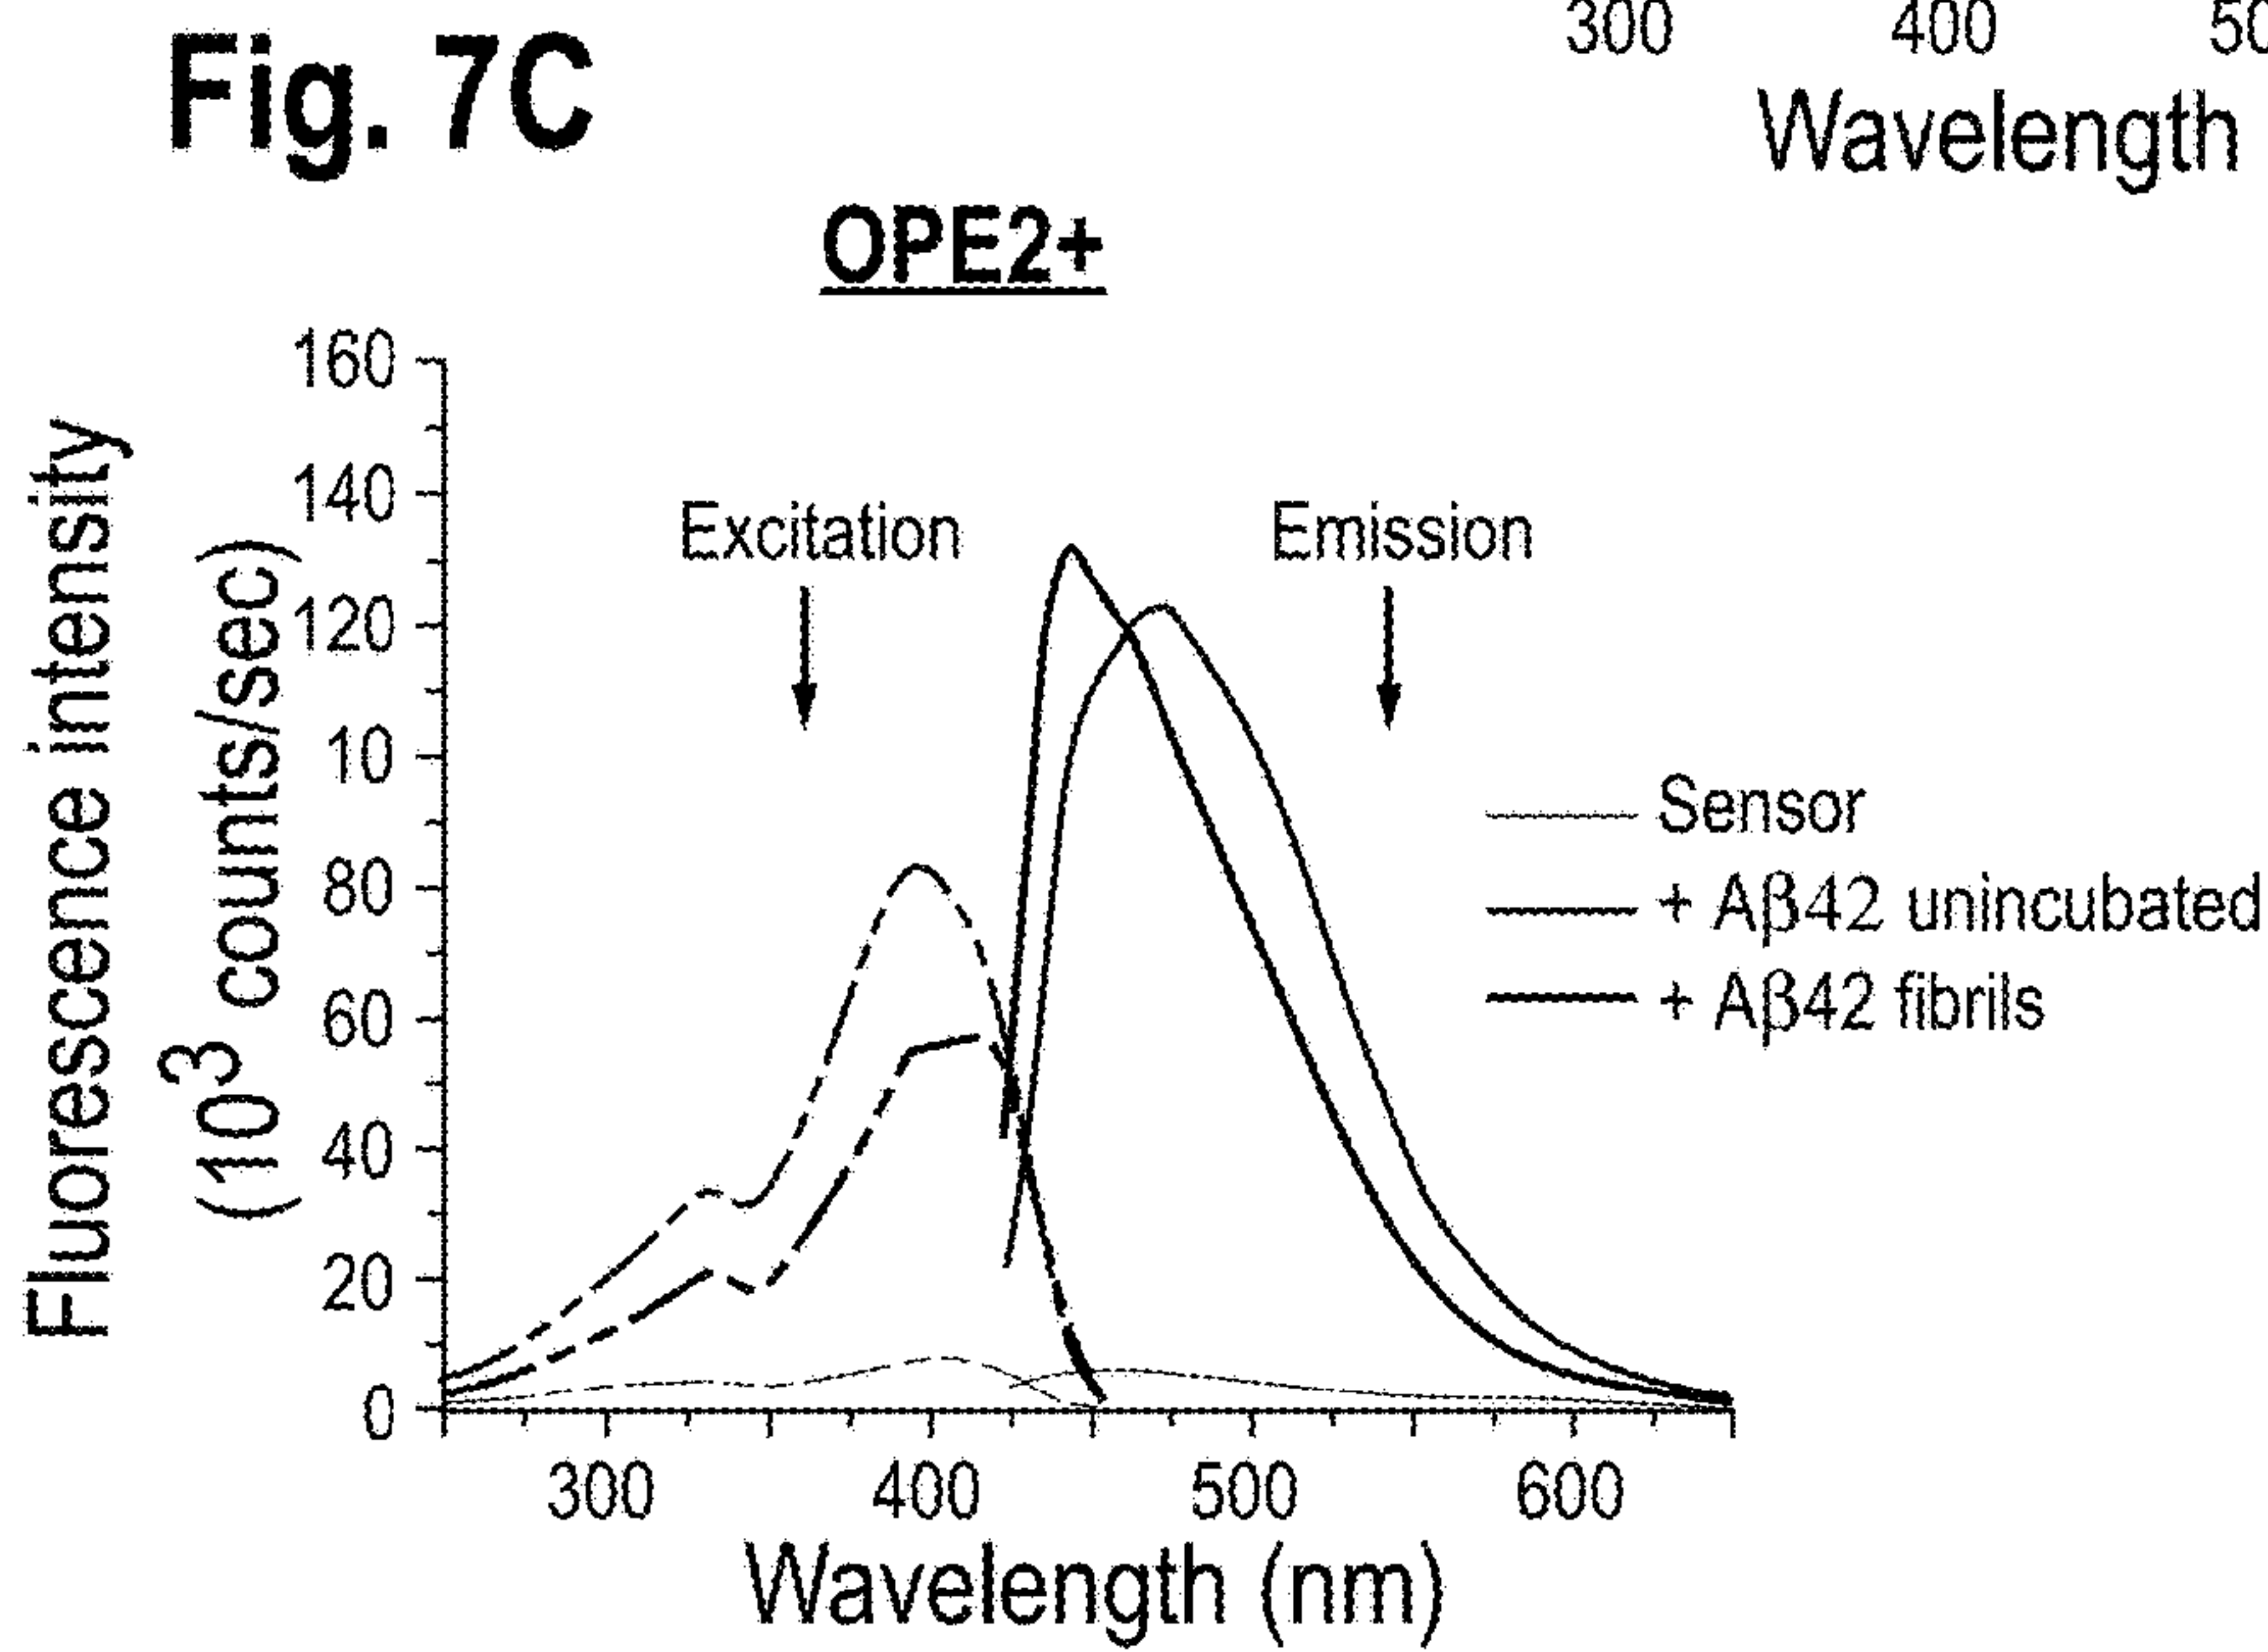 Fig. 7C
300 400 50
Wavelength
OPE2+
Fluorescence intensity
(10³ counts/sec)
160
140
120
10
80
60
40
20
0
Excitation
Emission
Sensor
+ Aβ42 unincubated
+ Aβ42 fibrils
300 400 500 600
Wavelength (nm)